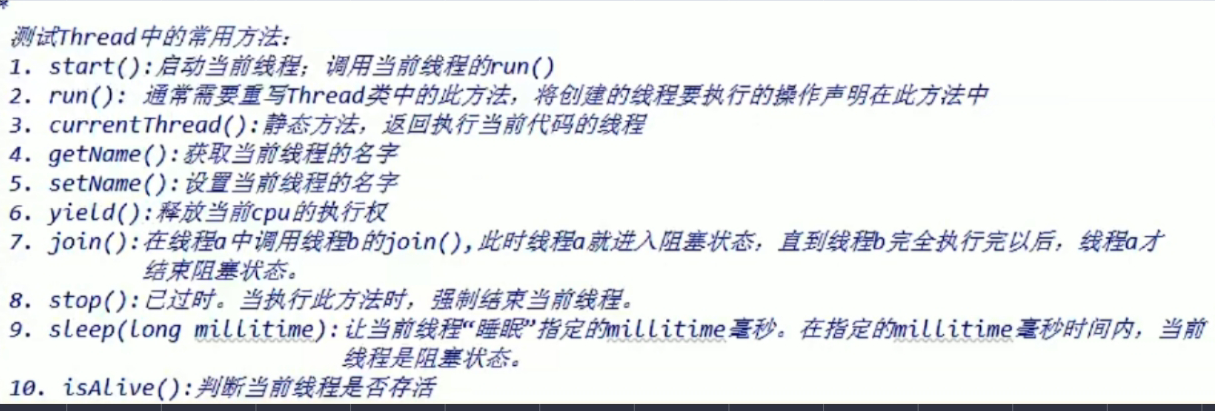 *
测试Thread中的常用方法：
1. start():启动当前线程；调用当前线程的run()
2. run(): 通常需要重写Thread类中的此方法，将创建的线程要执行的操作声明在此方法中
3. currentThread():静态方法，返回执行当前代码的线程
4. getName():获取当前线程的名字
5. setName():设置当前线程的名字
6. yield():释放当前cpu的执行权
7. join():在线程a中调用线程b的join(),此时线程a就进入阻塞状态，直到线程b完全执行完以后，线程a才
结束阻塞状态。
8. stop():已过时。当执行此方法时，强制结束当前线程。
9. sleep(long millitime):让当前线程“睡眠”指定的millitime毫秒。在指定的millitime毫秒时间内，当前
线程是阻塞状态。
10. isAlive():判断当前线程是否存活